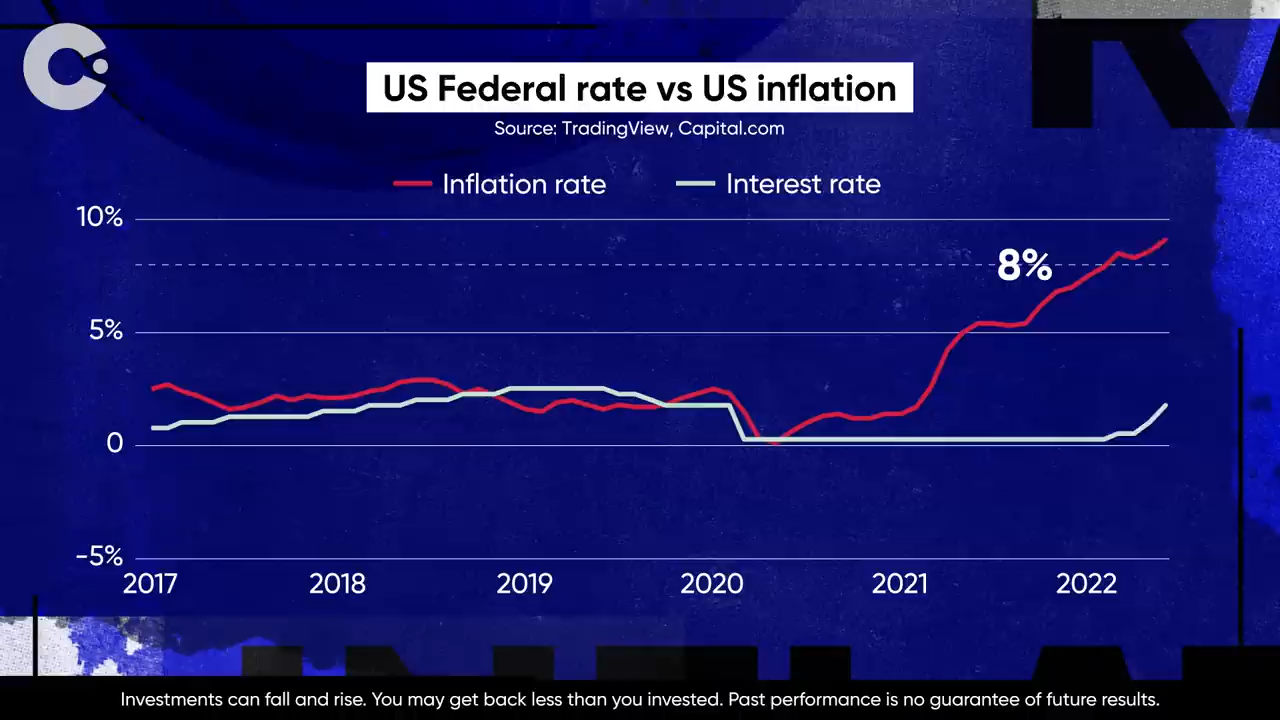 US Federal rate vs US inflation
Source: TradingView, Capital.com
Inflation rate
Interest rate
10%
8%
5%
0
-5%
2017 2018 2019 2020 2021 2022
Investments can fall and rise. You may get back less than you invested. Past performance is no guarantee of future results.